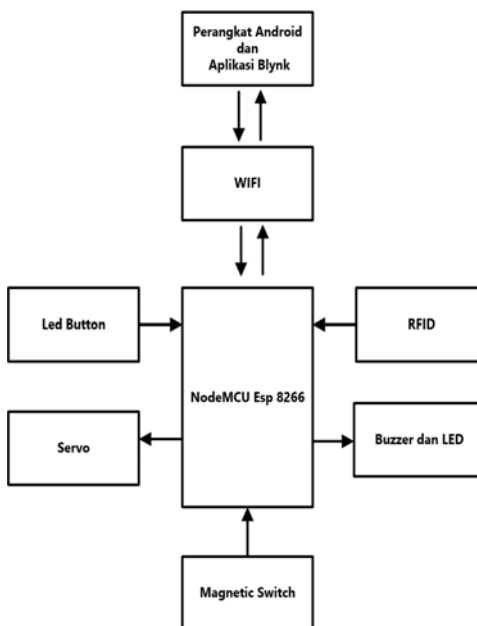 Perangkat Android
dan
Aplikasi Blynk
WIFI
Led Button
RFID
NodeMCU Esp 8266
Servo
Buzzer dan LED
Magnetic Switch